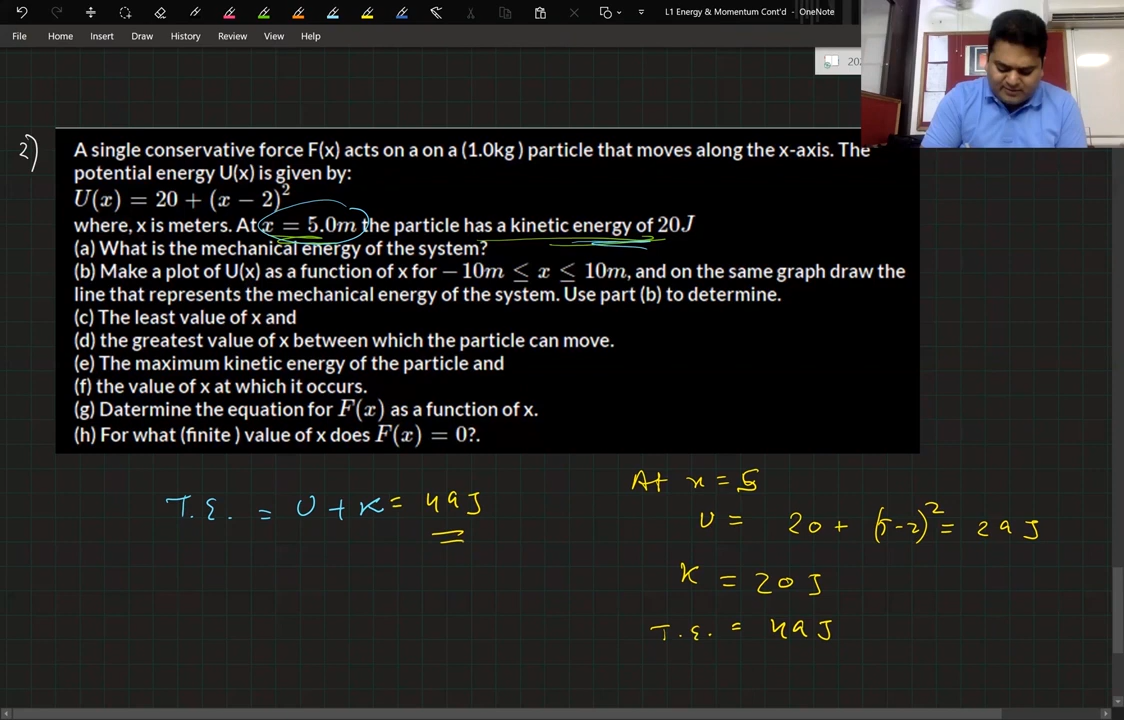 L1 Energy & Momentum Cont'd - OneNote
File Home Insert Draw History Review View Help
202
2)
A single conservative force F(x) acts on a on a (1.0kg ) particle that moves along the x-axis. The
potential energy U(x) is given by:
U(x) = 20 + (x − 2)²
where, x is meters. At x = 5.0m the particle has a kinetic energy of 20J
(a) What is the mechanical energy of the system?
(b) Make a plot of U(x) as a function of x for − 10m ≤ x ≤ 10m, and on the same graph draw the
line that represents the mechanical energy of the system. Use part (b) to determine.
(c) The least value of x and
(d) the greatest value of x between which the particle can move.
(e) The maximum kinetic energy of the particle and
(f) the value of x at which it occurs.
(g) Datermine the equation for F(x) as a function of x.
(h) For what (finite ) value of x does F(x) = 0?.
T.E. = U + K = 49 J
At x = 5
U = 20 + (5-2)² = 29 J
K = 20 J
T.E. = 49 J